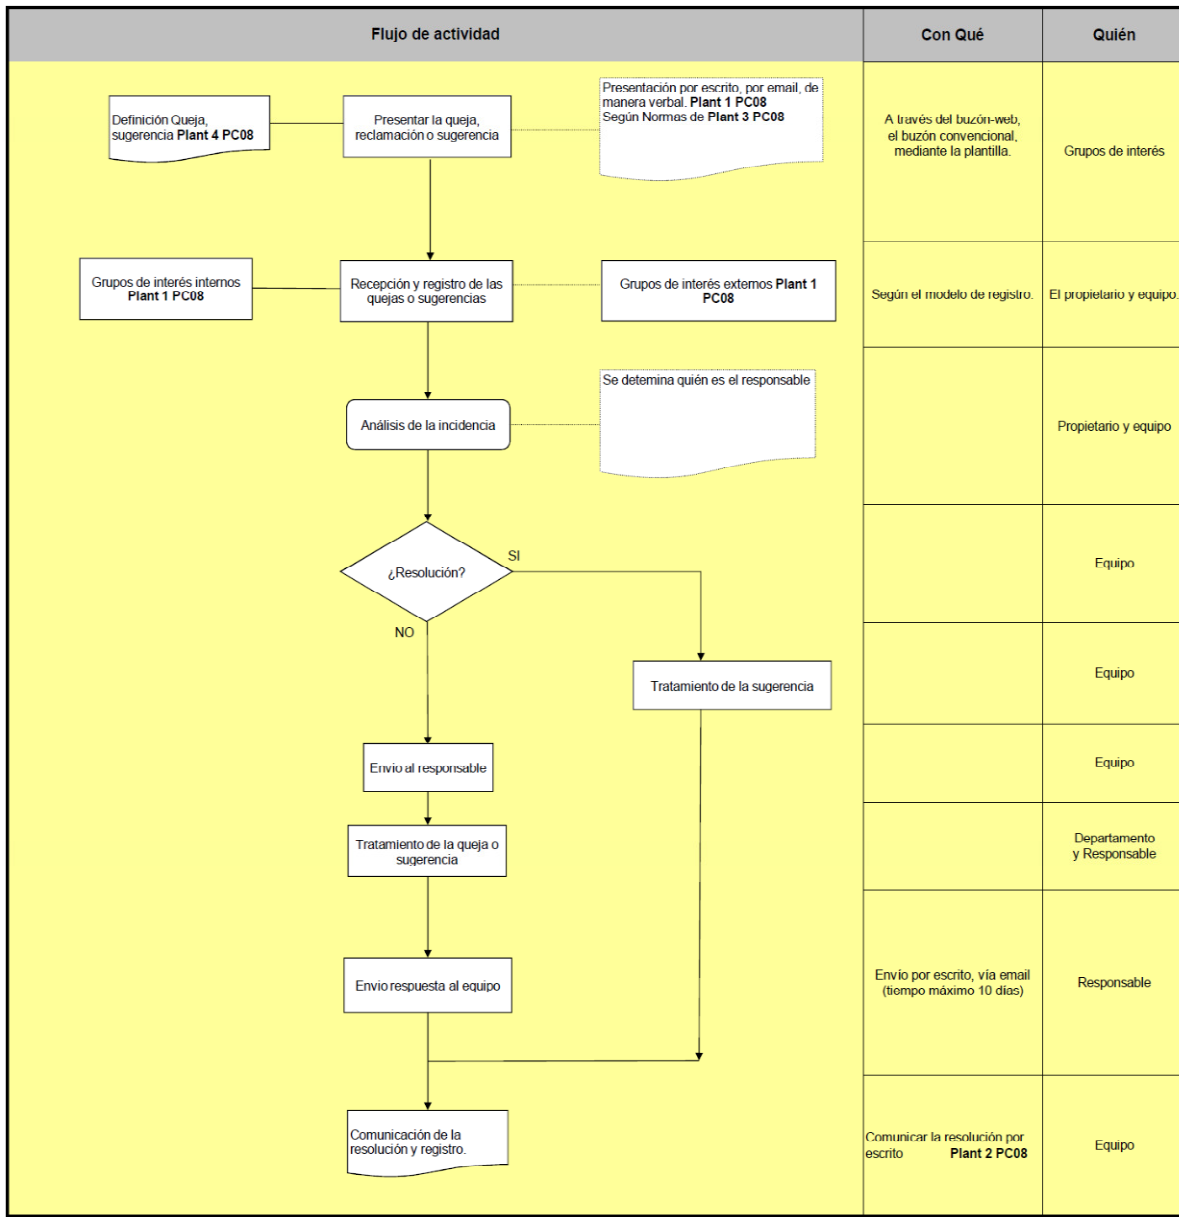 Flujo de actividad
Con Qué
Quién
Definición Queja,
sugerencia Plant 4 PC08
Presentar la queja,
reclamación o sugerencia
Presentación por escrito, por email, de
manera verbal. Plant 1 PC08
Según Normas de Plant 3 PC08
A través del buzón-web,
el buzón convencional,
mediante la plantilla.
Grupos de interés
Grupos de interés internos
Plant 1 PC08
Recepción y registro de las
quejas o sugerencias
Grupos de interés externos Plant 1
PC08
Según el modelo de registro.
El propietario y equipo.
Se detemina quién es el responsable
Análisis de la incidencia
Propietario y equipo
¿Resolución?
SI
NO
Equipo
Tratamiento de la sugerencia
Equipo
Envío al responsable
Equipo
Tratamiento de la queja o
sugerencia
Departamento
y Responsable
Envío respuesta al equipo
Envío por escrito, vía email
(tiempo máximo 10 días)
Responsable
Comunicación de la
resolución y registro.
Comunicar la resolución por
escrito Plant 2 PC08
Equipo